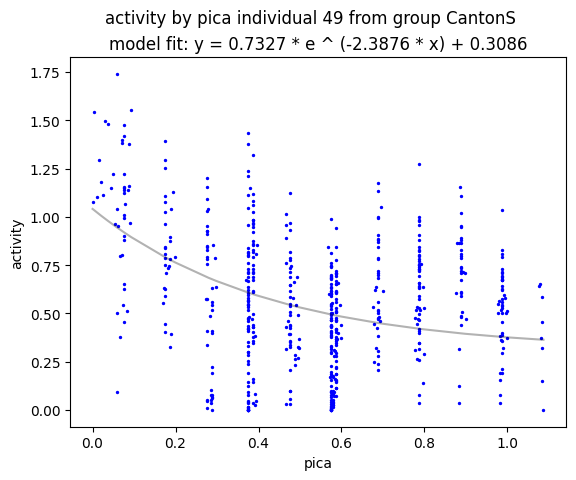 activity by pica individual 49 from group CantonS
model fit: y = 0.7327 * e ^ (-2.3876 * x) + 0.3086
1.75
1.50
1.25
1.00
0.75
0.50
0.25
0.00
activity
0.0 0.2 0.4 0.6 0.8 1.0
pica